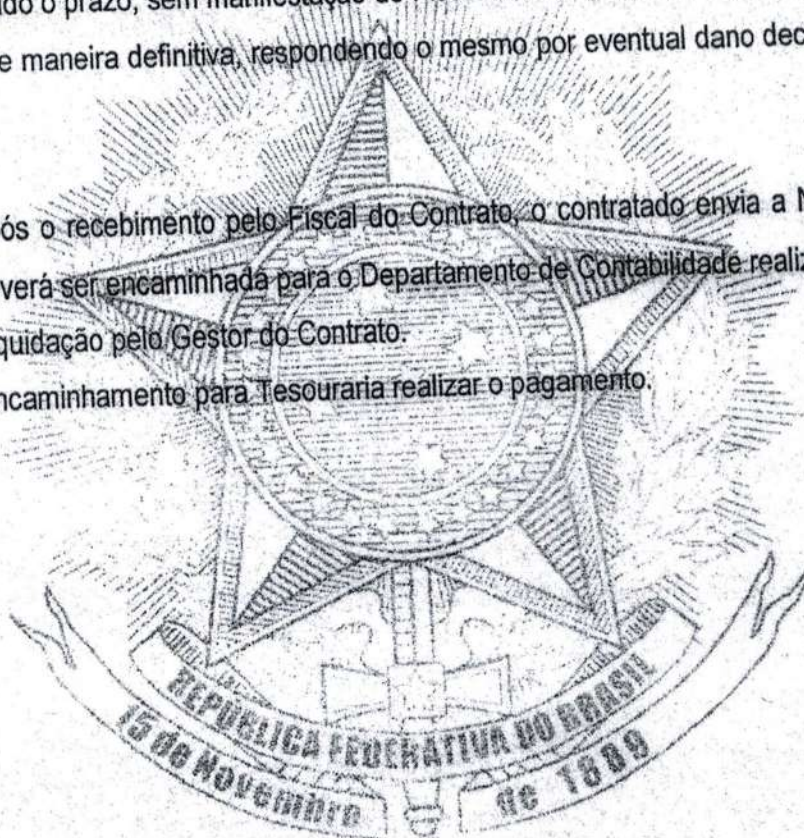 do o prazo, sem manifestação
e maneira definitiva, respondendo o mesmo por eventual dano dec
ós o recebimento pelo Fiscal do Contrato, o contratado envia a N
verá ser encaminhada para o Departamento de Contabilidade realiz
quidação pelo Gestor do Contrato.
ncaminhamento para Tesouraria realizar o pagamento.
REPÚBLICA FEDERATIVA DO BRASIL
15 de Novembro de 1889